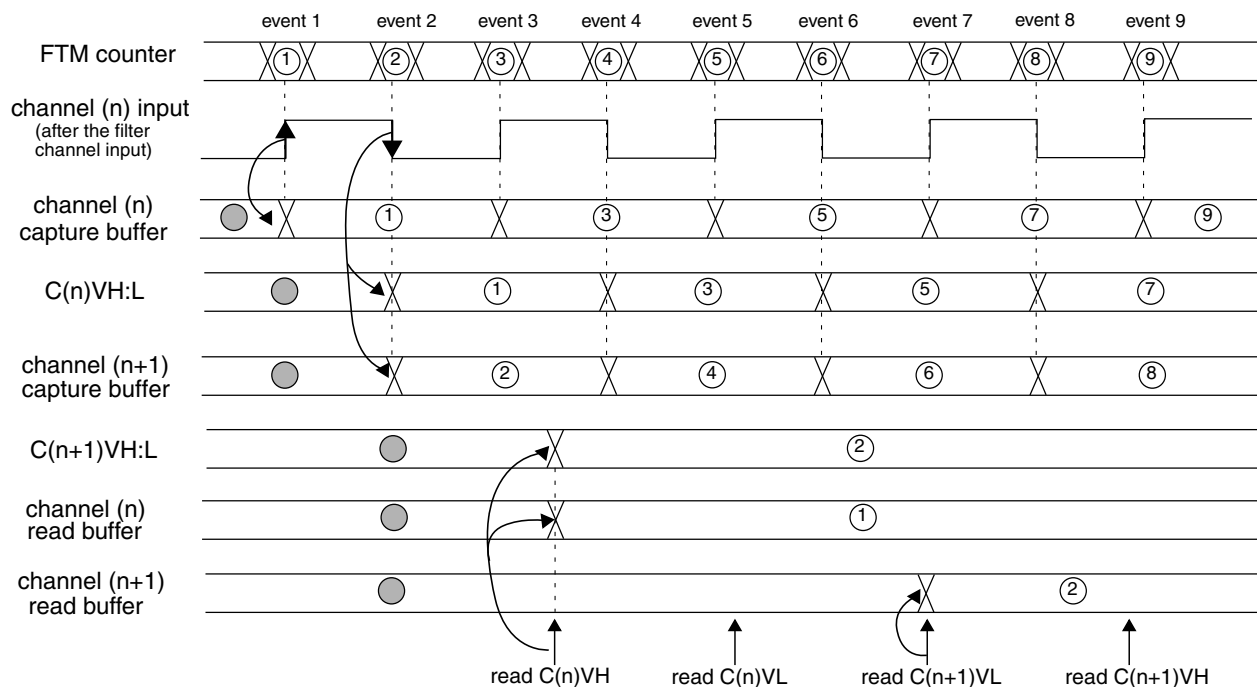 event 1 event 2 event 3 event 4 event 5 event 6 event 7 event 8 event 9
FTM counter 1 2 3 4 5 6 7 8 9
channel (n) input
(after the filter
channel input)
channel (n)
capture buffer 1 3 5 7 9
C(n)VH:L 1 3 5 7
channel (n+1)
capture buffer 2 4 6 8
C(n+1)VH:L 2
channel (n)
read buffer 1
channel (n+1)
read buffer 2
read C(n)VH read C(n)VL read C(n+1)VL read C(n+1)VH